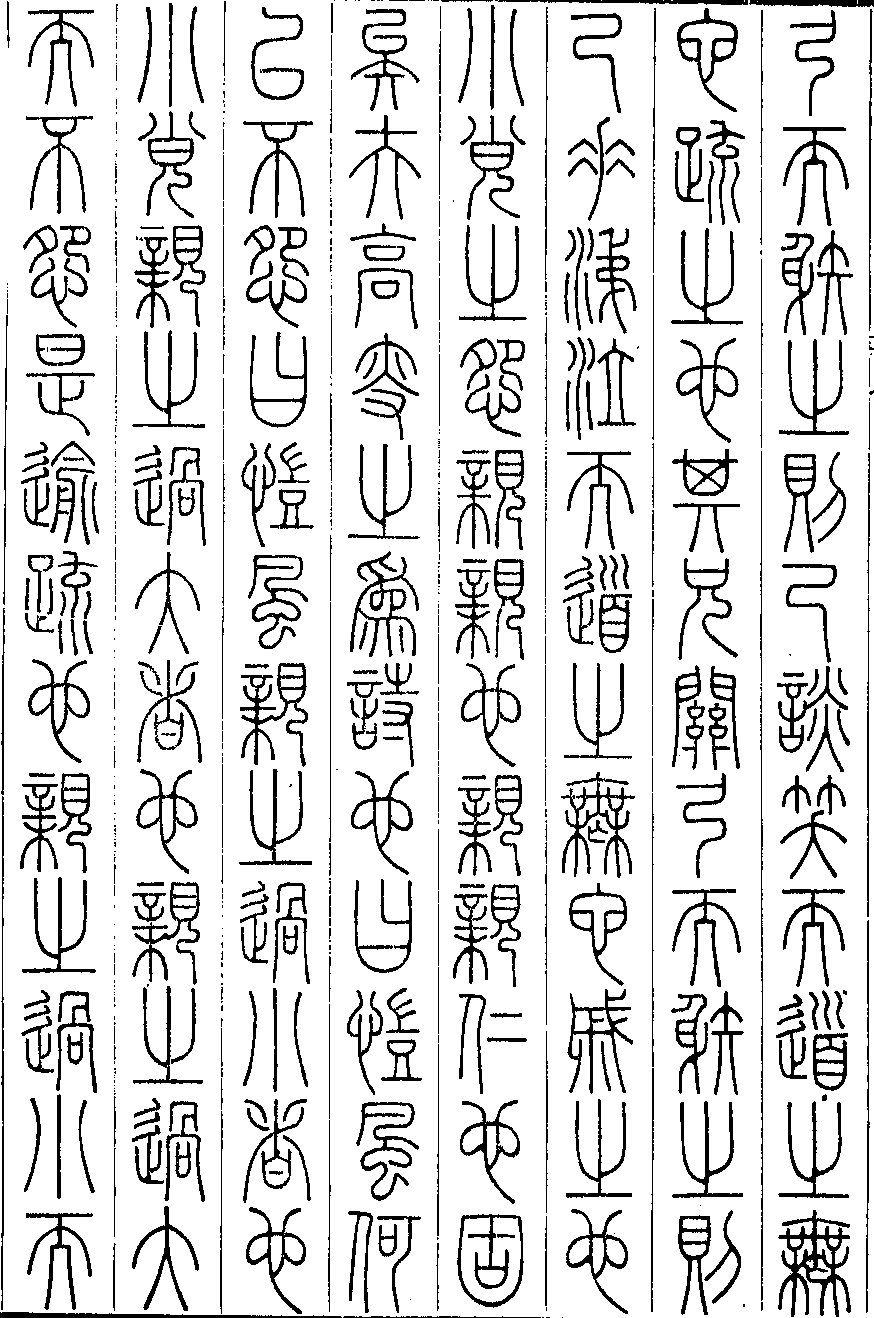 弓而射之則己談笑而道之無
它疏之也其兄關弓而射之則
己垂涕泣而道之無它戚之也
小弁之怨親親也親親仁也固
矣夫高叟之為詩也曰愷風何
以不怨曰愷風親之過小者也
小弁親之過大者也親之過大
而不怨是逾疏也親之過小而